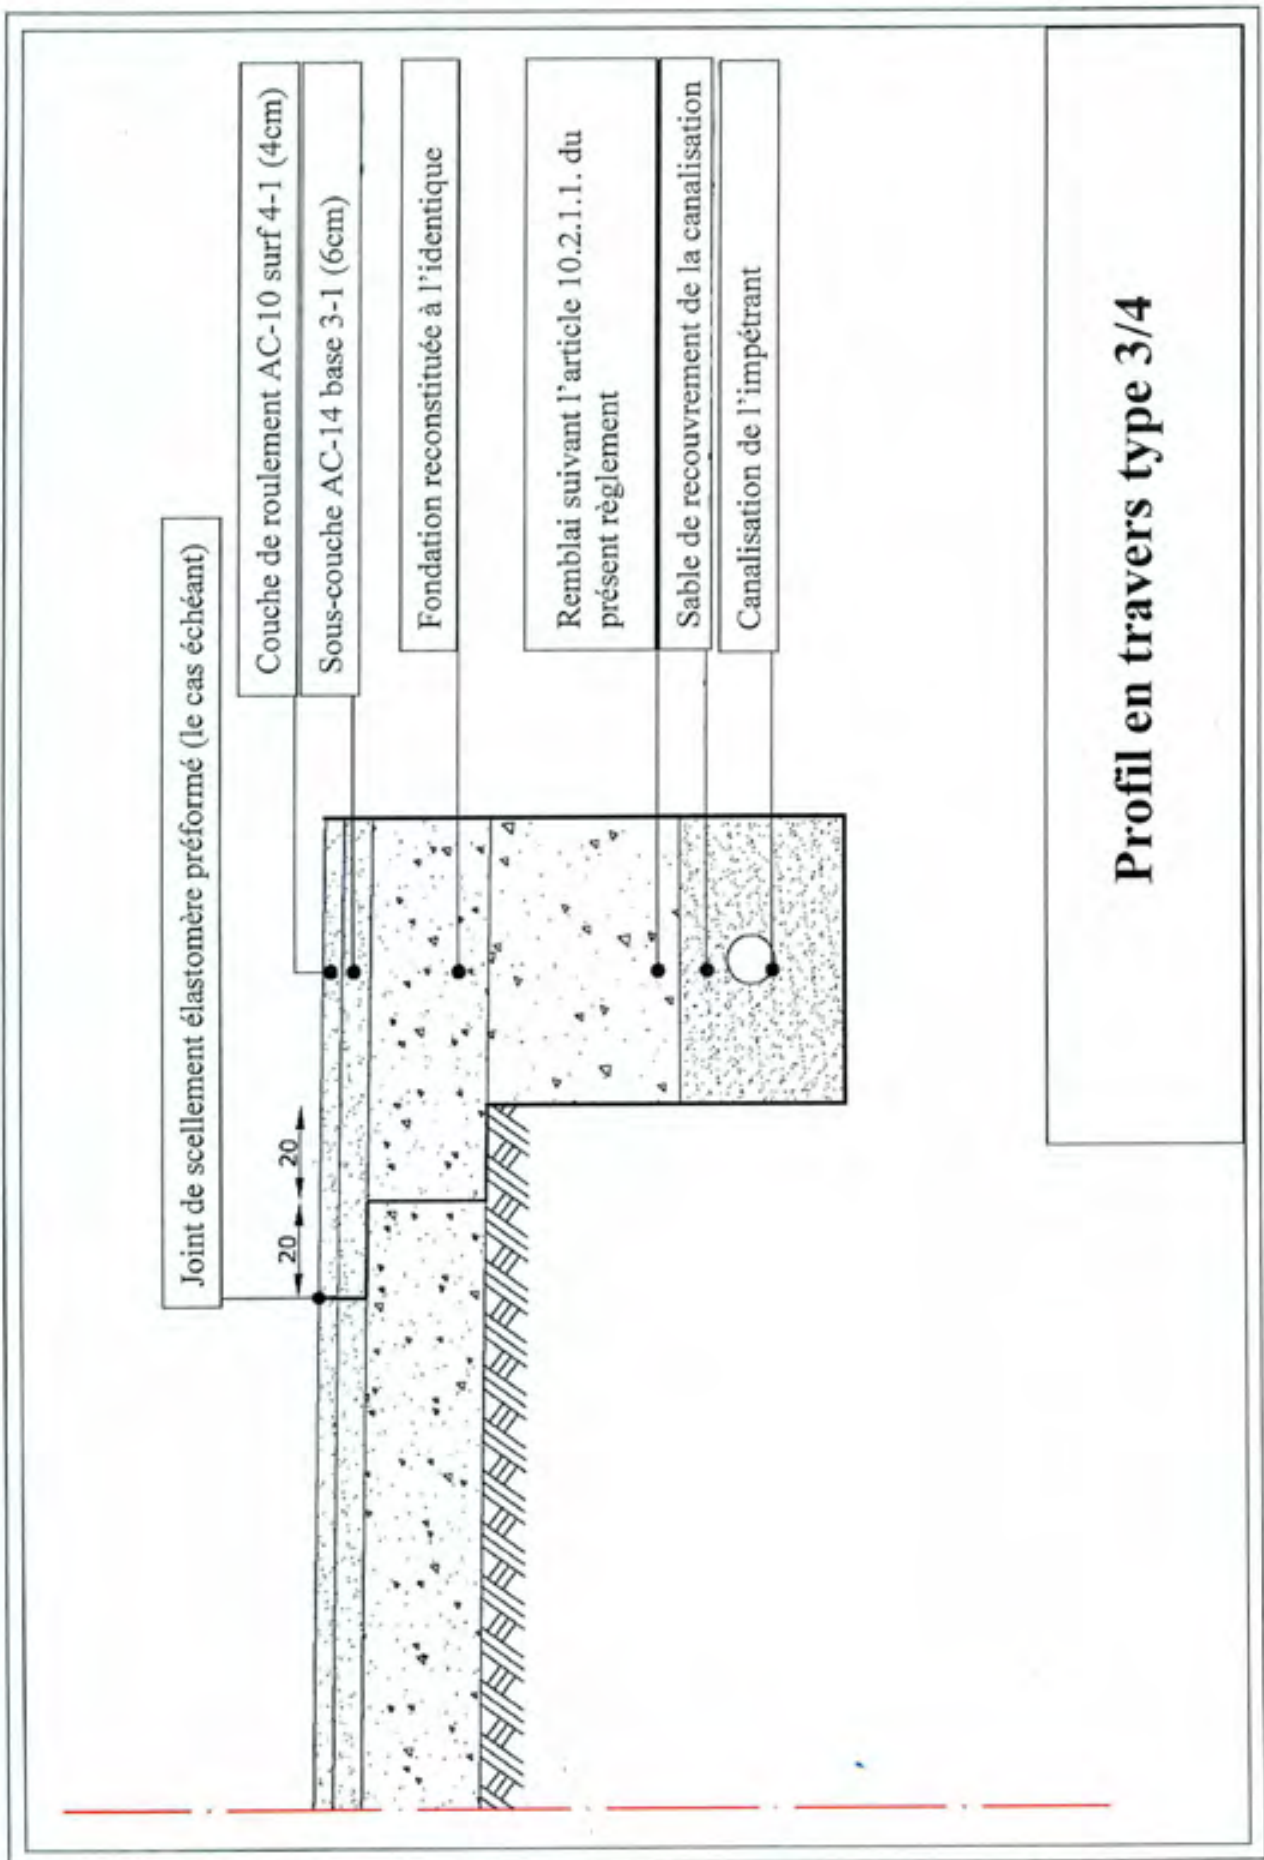 Joint de scellement élastomère préformé (le cas échéant)
Couche de roulement AC-10 surf 4-1 (4cm)
Sous-couche AC-14 base 3-1 (6cm)
20
20
Fondation reconstituée à l'identique
Remblai suivant l'article 10.2.1.1. du
présent règlement
Sable de recouvrement de la canalisation
Canalisation de l'impétrant
Profil en travers type 3/4